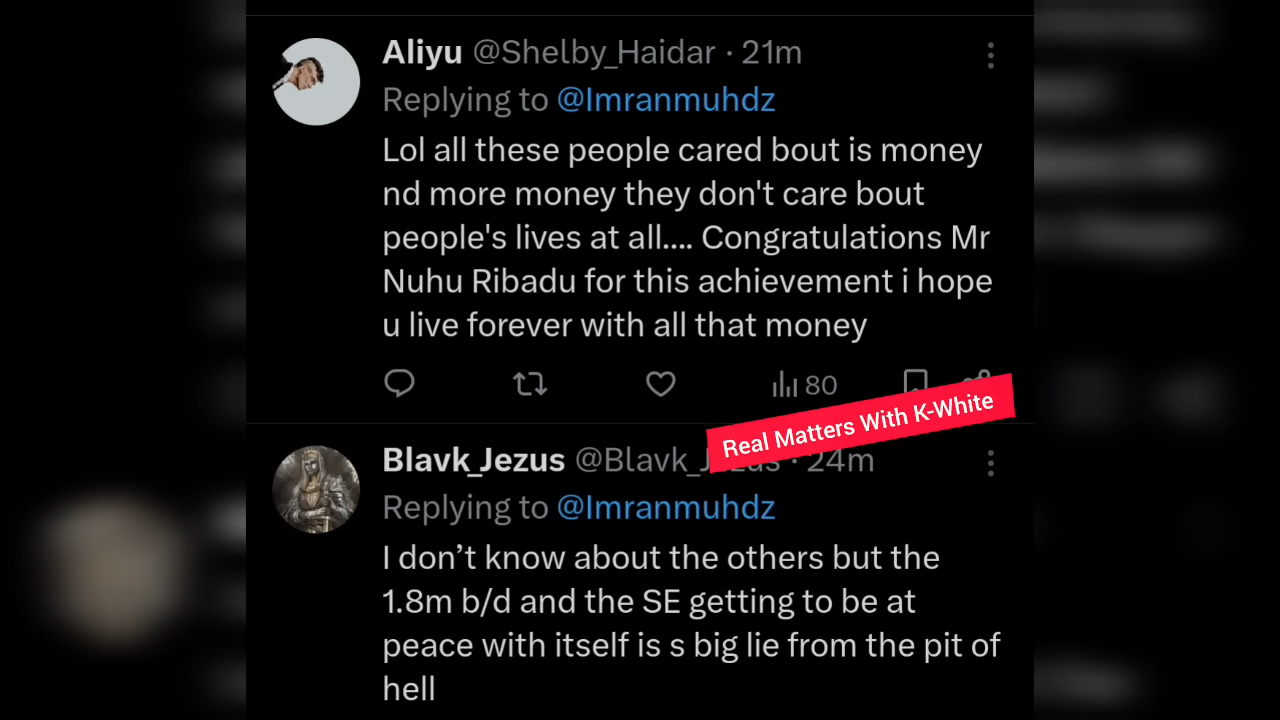 Aliyu @Shelby_Haidar · 21m
Replying to @Imranmuhdz
Lol all these people cared bout is money
nd more money they don't care bout
people's lives at all.... Congratulations Mr
Nuhu Ribadu for this achievement i hope
u live forever with all that money
80
Real Matters With K-White
Blavk_Jezus @Blavk_Jezus · 24m
Replying to @Imranmuhdz
I don’t know about the others but the
1.8m b/d and the SE getting to be at
peace with itself is s big lie from the pit of
hell